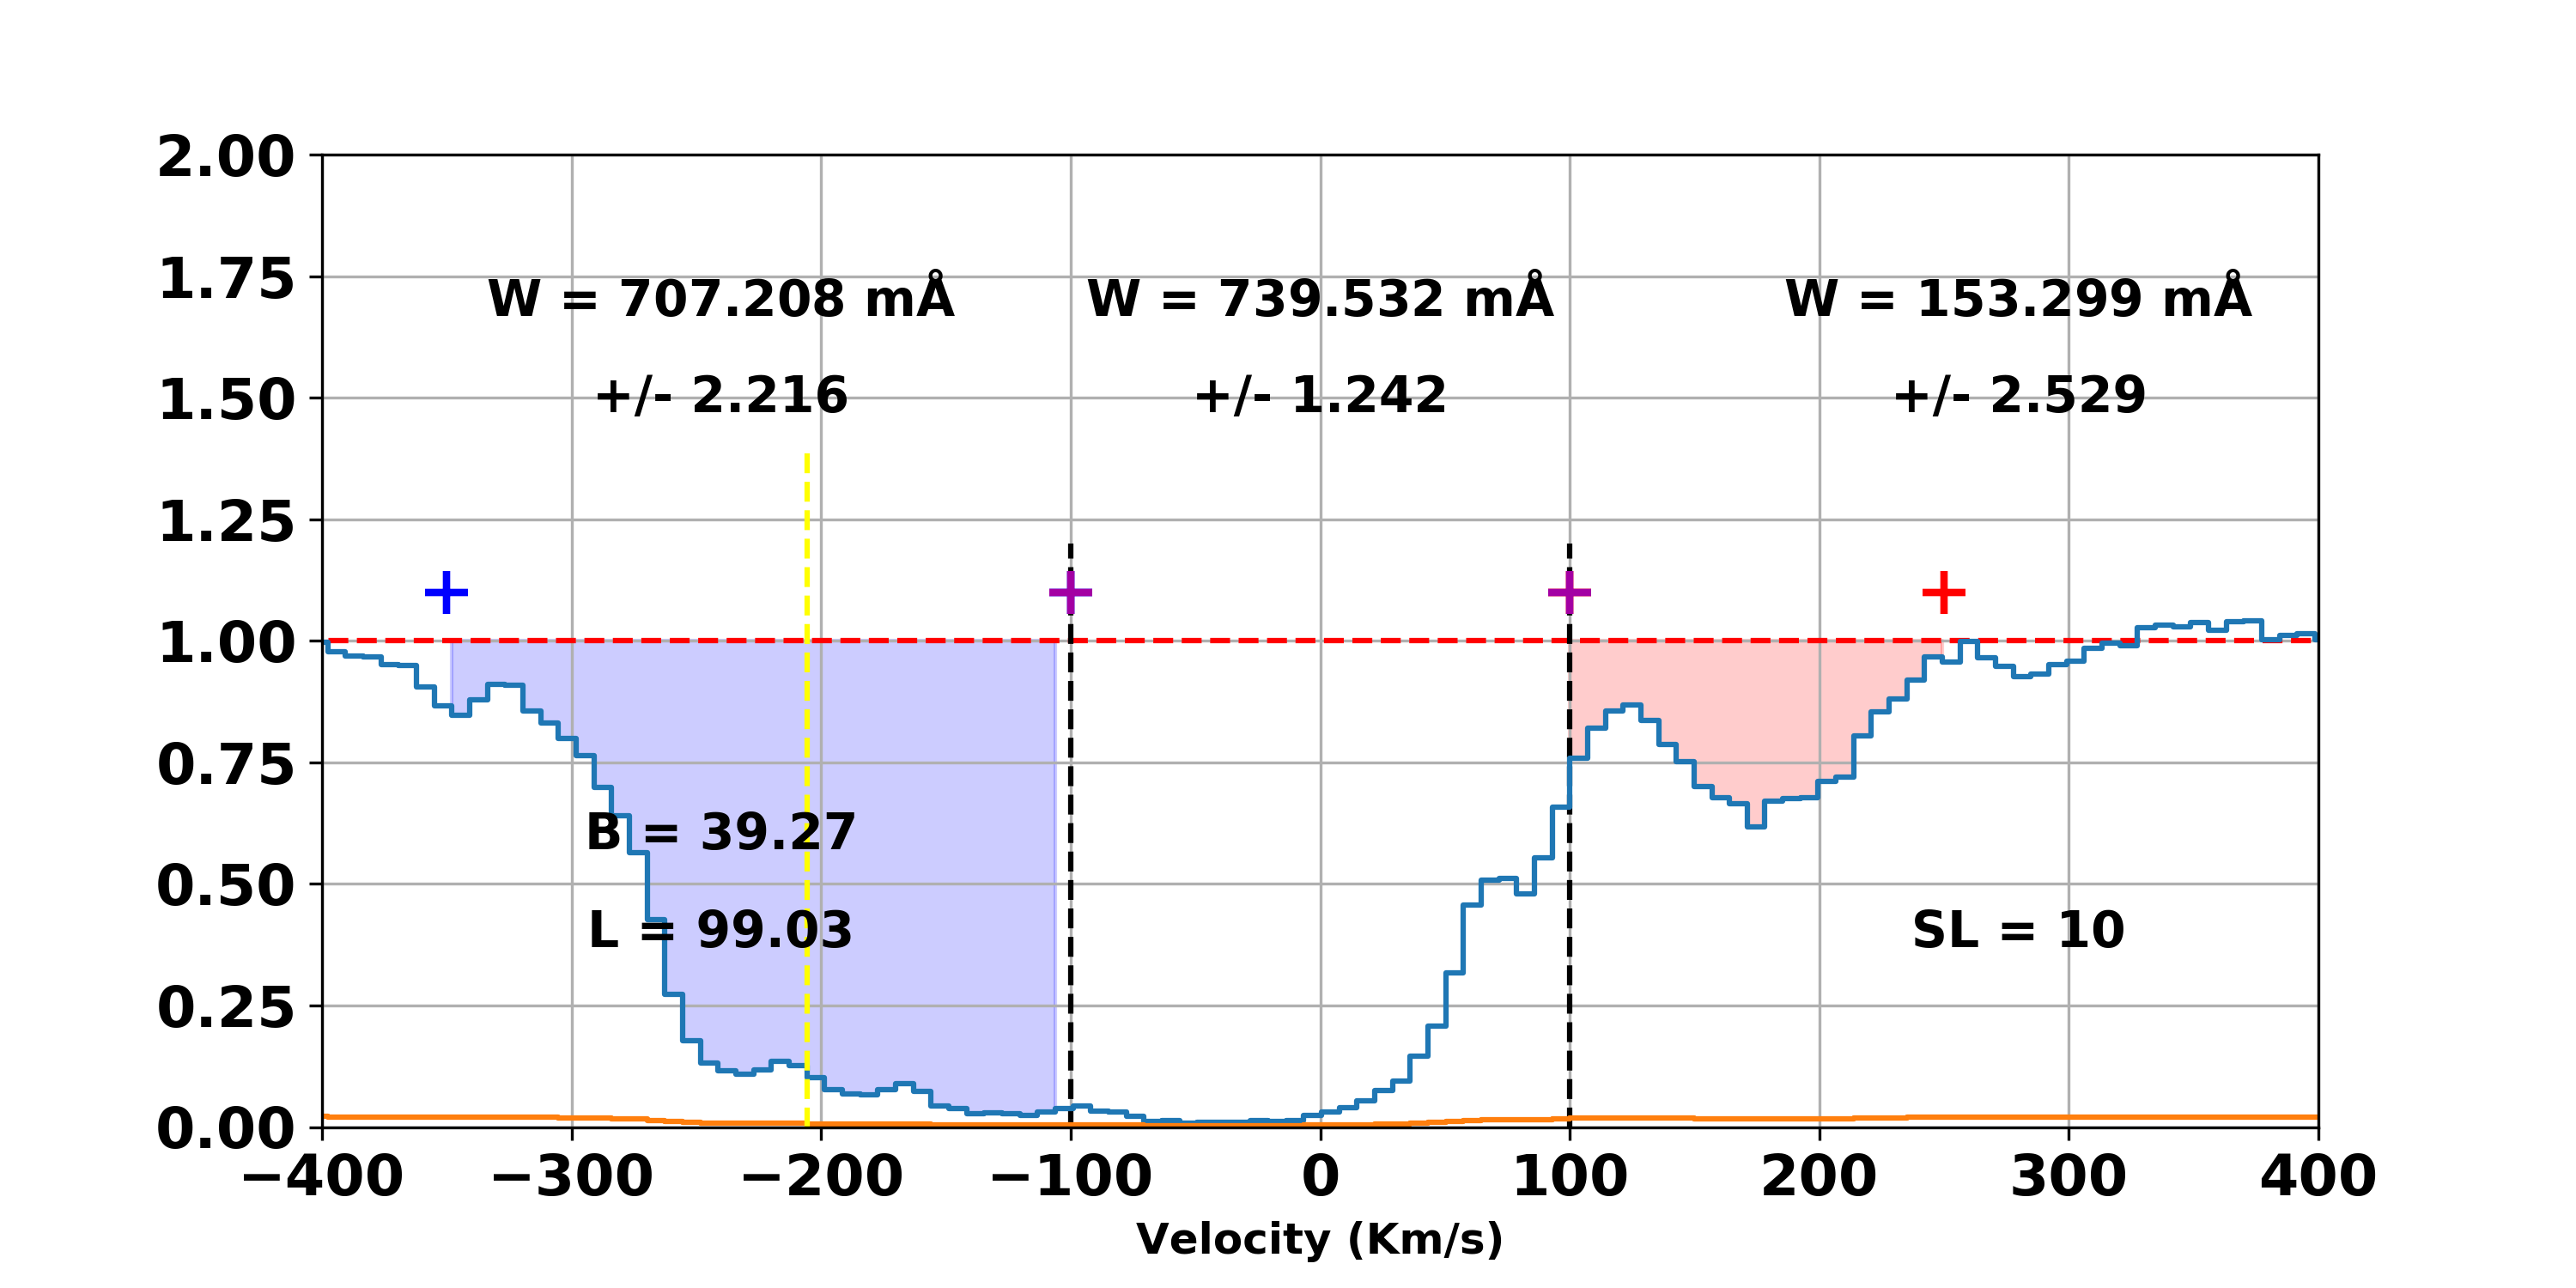 2.00
1.75
W = 707.208 mÅ W = 739.532 mÅ W = 153.299 mÅ
1.50
+/- 2.216 +/- 1.242 +/- 2.529
1.25
1.00
0.75
B = 39.27
0.50
L = 99.03 SL = 10
0.25
0.00
−400 −300 −200 −100 0 100 200 300 400
Velocity (Km/s)